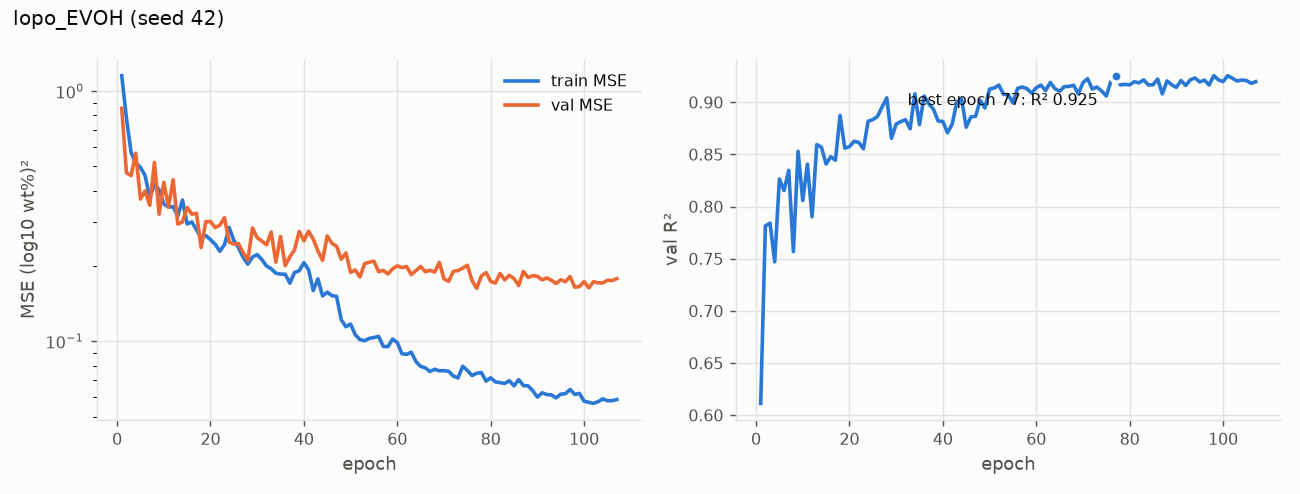 lopo_EVOH (seed 42)
train MSE
val MSE
MSE (log10 wt%)²
10⁰
10⁻¹
0 20 40 60 80 100
epoch
best epoch 77: R² 0.925
val R²
0.90
0.85
0.80
0.75
0.70
0.65
0.60
0 20 40 60 80 100
epoch